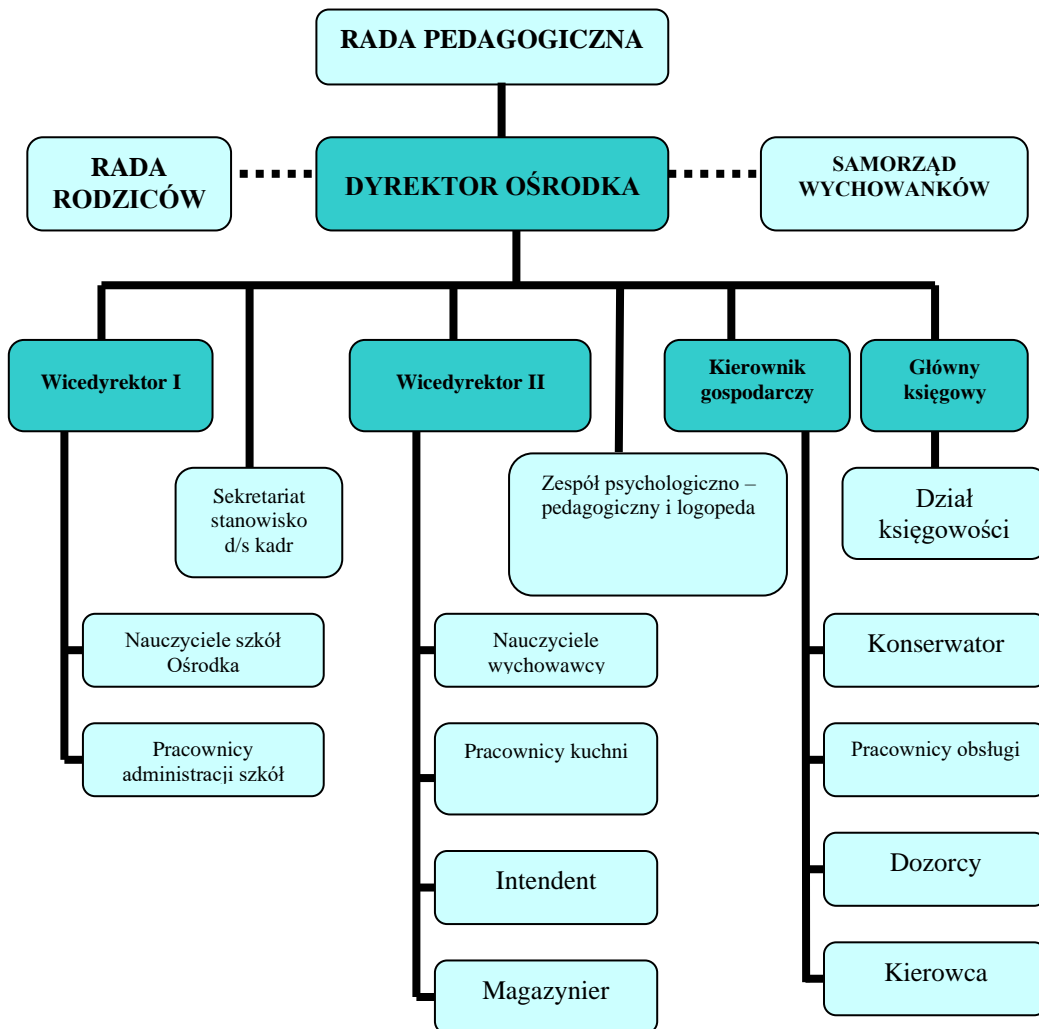 RADA PEDAGOGICZNA
RADA
RODZICÓW
DYREKTOR OŚRODKA
SAMORZĄD
WYCHOWANKÓW
Wicedyrektor I
Wicedyrektor II
Kierownik
gospodarczy
Główny
księgowy
Sekretariat
stanowisko
d/s kadr
Zespół psychologiczno –
pedagogiczny i logopeda
Dział
księgowości
Nauczyciele szkół
Ośrodka
Nauczyciele
wychowawcy
Konserwator
Pracownicy
administracji szkół
Pracownicy kuchni
Pracownicy obsługi
Intendent
Dozorcy
Magazynier
Kierowca